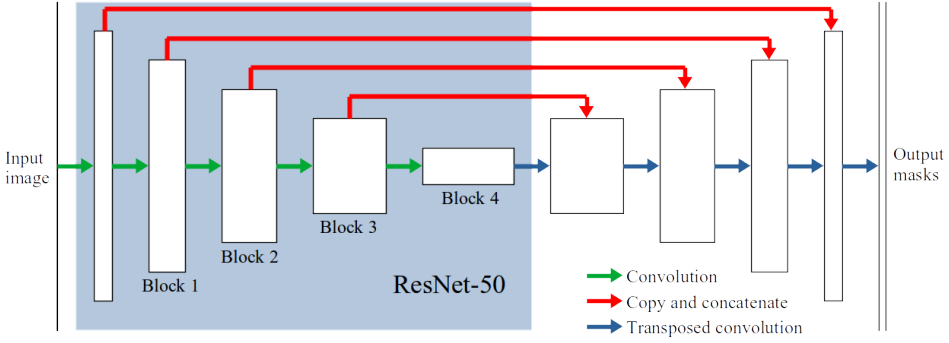 Input
image
Block 1
Block 2
Block 3
Block 4
ResNet-50
Output
masks
Convolution
Copy and concatenate
Transposed convolution